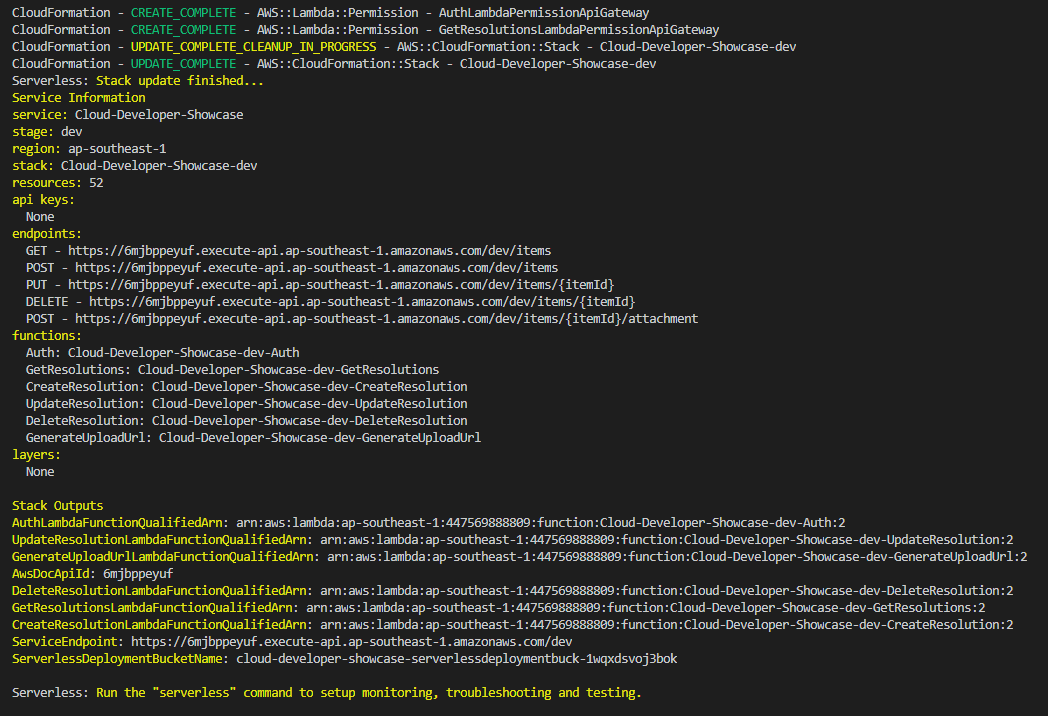 CloudFormation - CREATE_COMPLETE - AWS::Lambda::Permission - AuthLambdaPermissionApiGateway
CloudFormation - CREATE_COMPLETE - AWS::Lambda::Permission - GetResolutionsLambdaPermissionApiGateway
CloudFormation - UPDATE_COMPLETE_CLEANUP_IN_PROGRESS - AWS::CloudFormation::Stack - Cloud-Developer-Showcase-dev
CloudFormation - UPDATE_COMPLETE - AWS::CloudFormation::Stack - Cloud-Developer-Showcase-dev
Serverless: Stack update finished...
Service Information
service: Cloud-Developer-Showcase
stage: dev
region: ap-southeast-1
stack: Cloud-Developer-Showcase-dev
resources: 52
api keys:
  None
endpoints:
  GET - https://6mjbppeyuf.execute-api.ap-southeast-1.amazonaws.com/dev/items
  POST - https://6mjbppeyuf.execute-api.ap-southeast-1.amazonaws.com/dev/items
  PUT - https://6mjbppeyuf.execute-api.ap-southeast-1.amazonaws.com/dev/items/{itemId}
  DELETE - https://6mjbppeyuf.execute-api.ap-southeast-1.amazonaws.com/dev/items/{itemId}
  POST - https://6mjbppeyuf.execute-api.ap-southeast-1.amazonaws.com/dev/items/{itemId}/attachment
functions:
  Auth: Cloud-Developer-Showcase-dev-Auth
  GetResolutions: Cloud-Developer-Showcase-dev-GetResolutions
  CreateResolution: Cloud-Developer-Showcase-dev-CreateResolution
  UpdateResolution: Cloud-Developer-Showcase-dev-UpdateResolution
  DeleteResolution: Cloud-Developer-Showcase-dev-DeleteResolution
  GenerateUploadUrl: Cloud-Developer-Showcase-dev-GenerateUploadUrl
layers:
  None
Stack Outputs
AuthLambdaFunctionQualifiedArn: arn:aws:lambda:ap-southeast-1:447569888809:function:Cloud-Developer-Showcase-dev-Auth:2
UpdateResolutionLambdaFunctionQualifiedArn: arn:aws:lambda:ap-southeast-1:447569888809:function:Cloud-Developer-Showcase-dev-UpdateResolution:2
GenerateUploadUrlLambdaFunctionQualifiedArn: arn:aws:lambda:ap-southeast-1:447569888809:function:Cloud-Developer-Showcase-dev-GenerateUploadUrl:2
AwsDocApiId: 6mjbppeyuf
DeleteResolutionLambdaFunctionQualifiedArn: arn:aws:lambda:ap-southeast-1:447569888809:function:Cloud-Developer-Showcase-dev-DeleteResolution:2
GetResolutionsLambdaFunctionQualifiedArn: arn:aws:lambda:ap-southeast-1:447569888809:function:Cloud-Developer-Showcase-dev-GetResolutions:2
CreateResolutionLambdaFunctionQualifiedArn: arn:aws:lambda:ap-southeast-1:447569888809:function:Cloud-Developer-Showcase-dev-CreateResolution:2
ServiceEndpoint: https://6mjbppeyuf.execute-api.ap-southeast-1.amazonaws.com/dev
ServerlessDeploymentBucketName: cloud-developer-showcase-serverlessdeploymentbuck-1wqxdsvoj3bok
Serverless: Run the "serverless" command to setup monitoring, troubleshooting and testing.